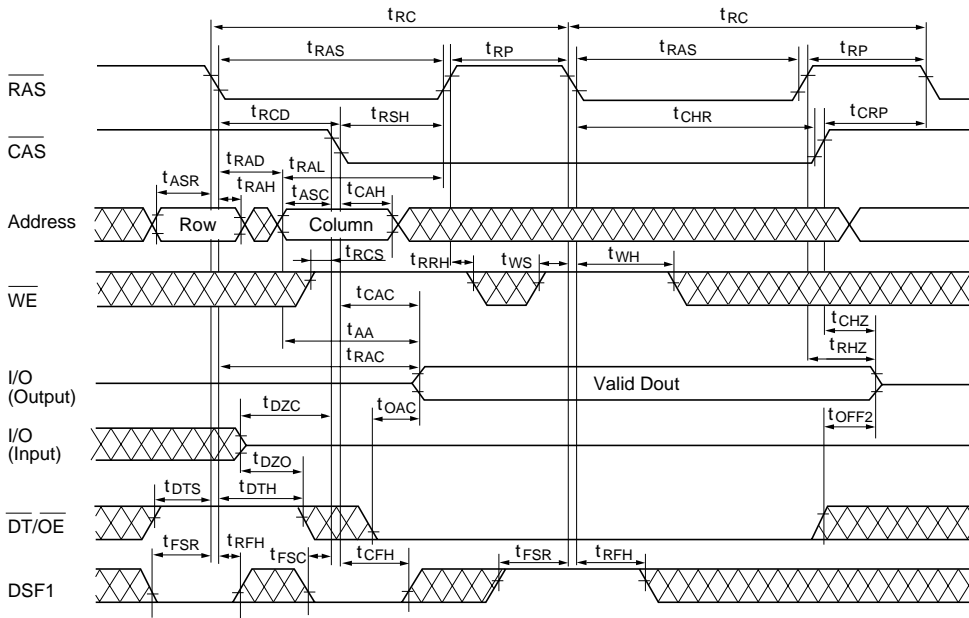 tRC tRC
tRAS tRP tRAS tRP
RAS
tRCD tRSH tCHR tCRP
CAS
tASR tRAD tRAL
tRAH tASC tCAH
Address Row Column
tRCS tRRH tWS tWH
WE
tCAC tCHZ
tAA
tRAC tRHZ
I/O
(Output) Valid Dout
tDZC tOAC tOFF2
I/O
(Input)
tDZO
tDTS tDTH
DT/OE
tFSR tRFH tFSC tCFH tFSR tRFH
DSF1